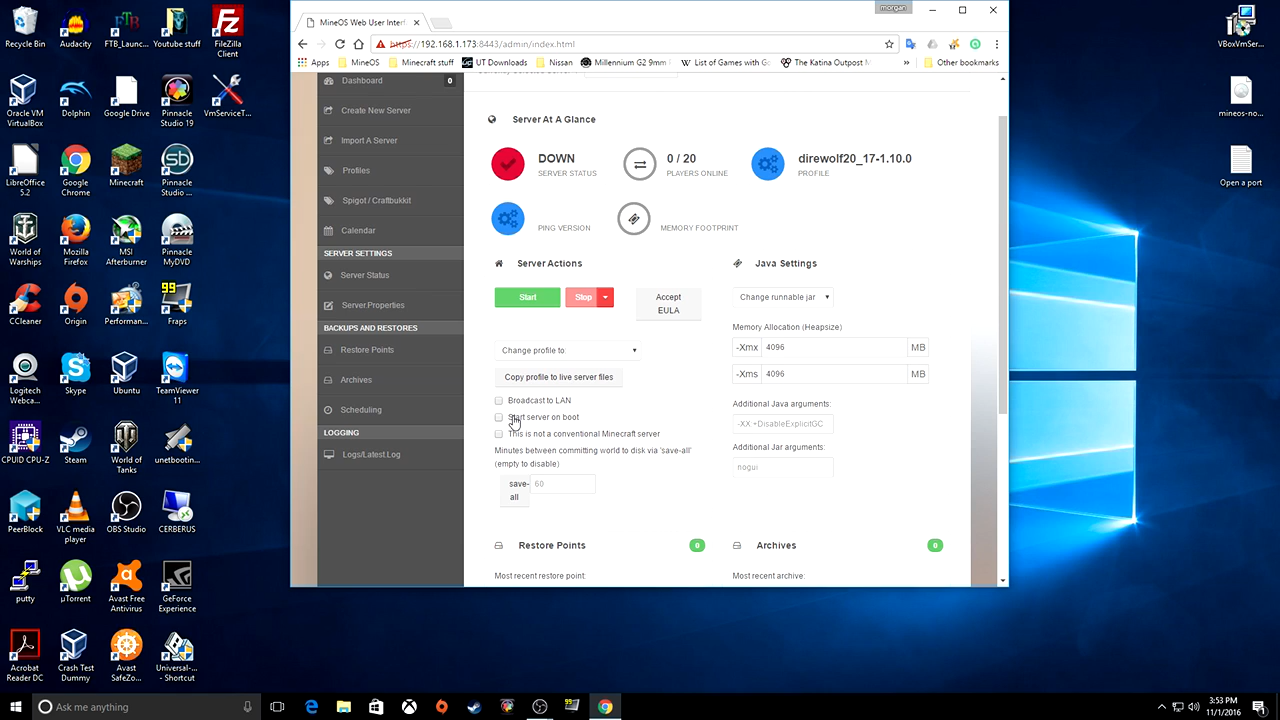 morgan
MineOS Web User Interf
https://192.168.1.173:8443/admin/index.html
Apps MineOS Minecraft stuff UT Downloads Nissan Millennium G2 9mm List of Games with G The Katina Outpost » Other bookmarks
Dashboard 0
Create New Server
Import A Server
Profiles
Spigot / Craftbukkit
Calendar
SERVER SETTINGS
Server Status
Server.Properties
BACKUPS AND RESTORES
Restore Points
Archives
Scheduling
LOGGING
Logs/Latest.Log
Server At A Glance
DOWN
SERVER STATUS
0 / 20
PLAYERS ONLINE
direwolf20_17-1.10.0
PROFILE
PING VERSION
MEMORY FOOTPRINT
Server Actions
Start
Stop
Accept
EULA
Change profile to
Copy profile to live server files
Broadcast to LAN
Start server on boot
This is not a conventional Minecraft server
Minutes between committing world to disk via 'save-all'
(empty to disable)
save-
all
60
Java Settings
Change runnable jar
Memory Allocation (Heapsize)
-Xmx 4096 MB
-Xms 4096 MB
Additional Java arguments:
-XX:+DisableExplicitGC
Additional Jar arguments:
nogui
Restore Points 0
Most recent restore point:
Archives 0
Most recent archive:
Recycle Bin
Audacity
FTB_Launc...
Youtube stuff
FileZilla
Client
Oracle VM
VirtualBox
Dolphin
Google Drive
Pinnacle
Studio 19
VmServiceT...
LibreOffice
5.2
Google
Chrome
Minecraft
Pinnacle
Studio ...
World of
Warships
Mozilla
Firefox
MSI
Afterburner
Pinnacle
MyDVD
CCleaner
Origin
Performan...
99
Fraps
Logitech
Webca...
Skype
Ubuntu
TeamViewer
11
CPUID CPU-Z
Steam
World of
Tanks
unetbootin...
PeerBlock
VLC media
player
OBS Studio
CERBERUS
putty
µTorrent
Avast Free
Antivirus
GeForce
Experience
Acrobat
Reader DC
Crash Test
Dummy
Avast
SafeZo...
Universal-...
- Shortcut
VBoxVmSer...
mineos-no...
Open a port
Ask me anything
99
3:53 PM
11/1/2016